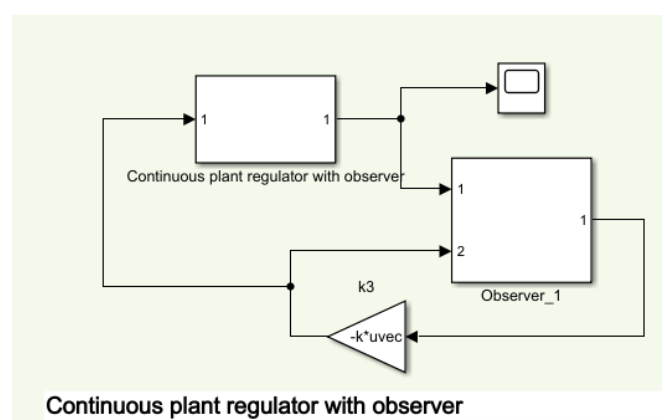 1
1
Continuous plant regulator with observer
1
1
2
Observer_1
k3
-k*uvec
Continuous plant regulator with observer